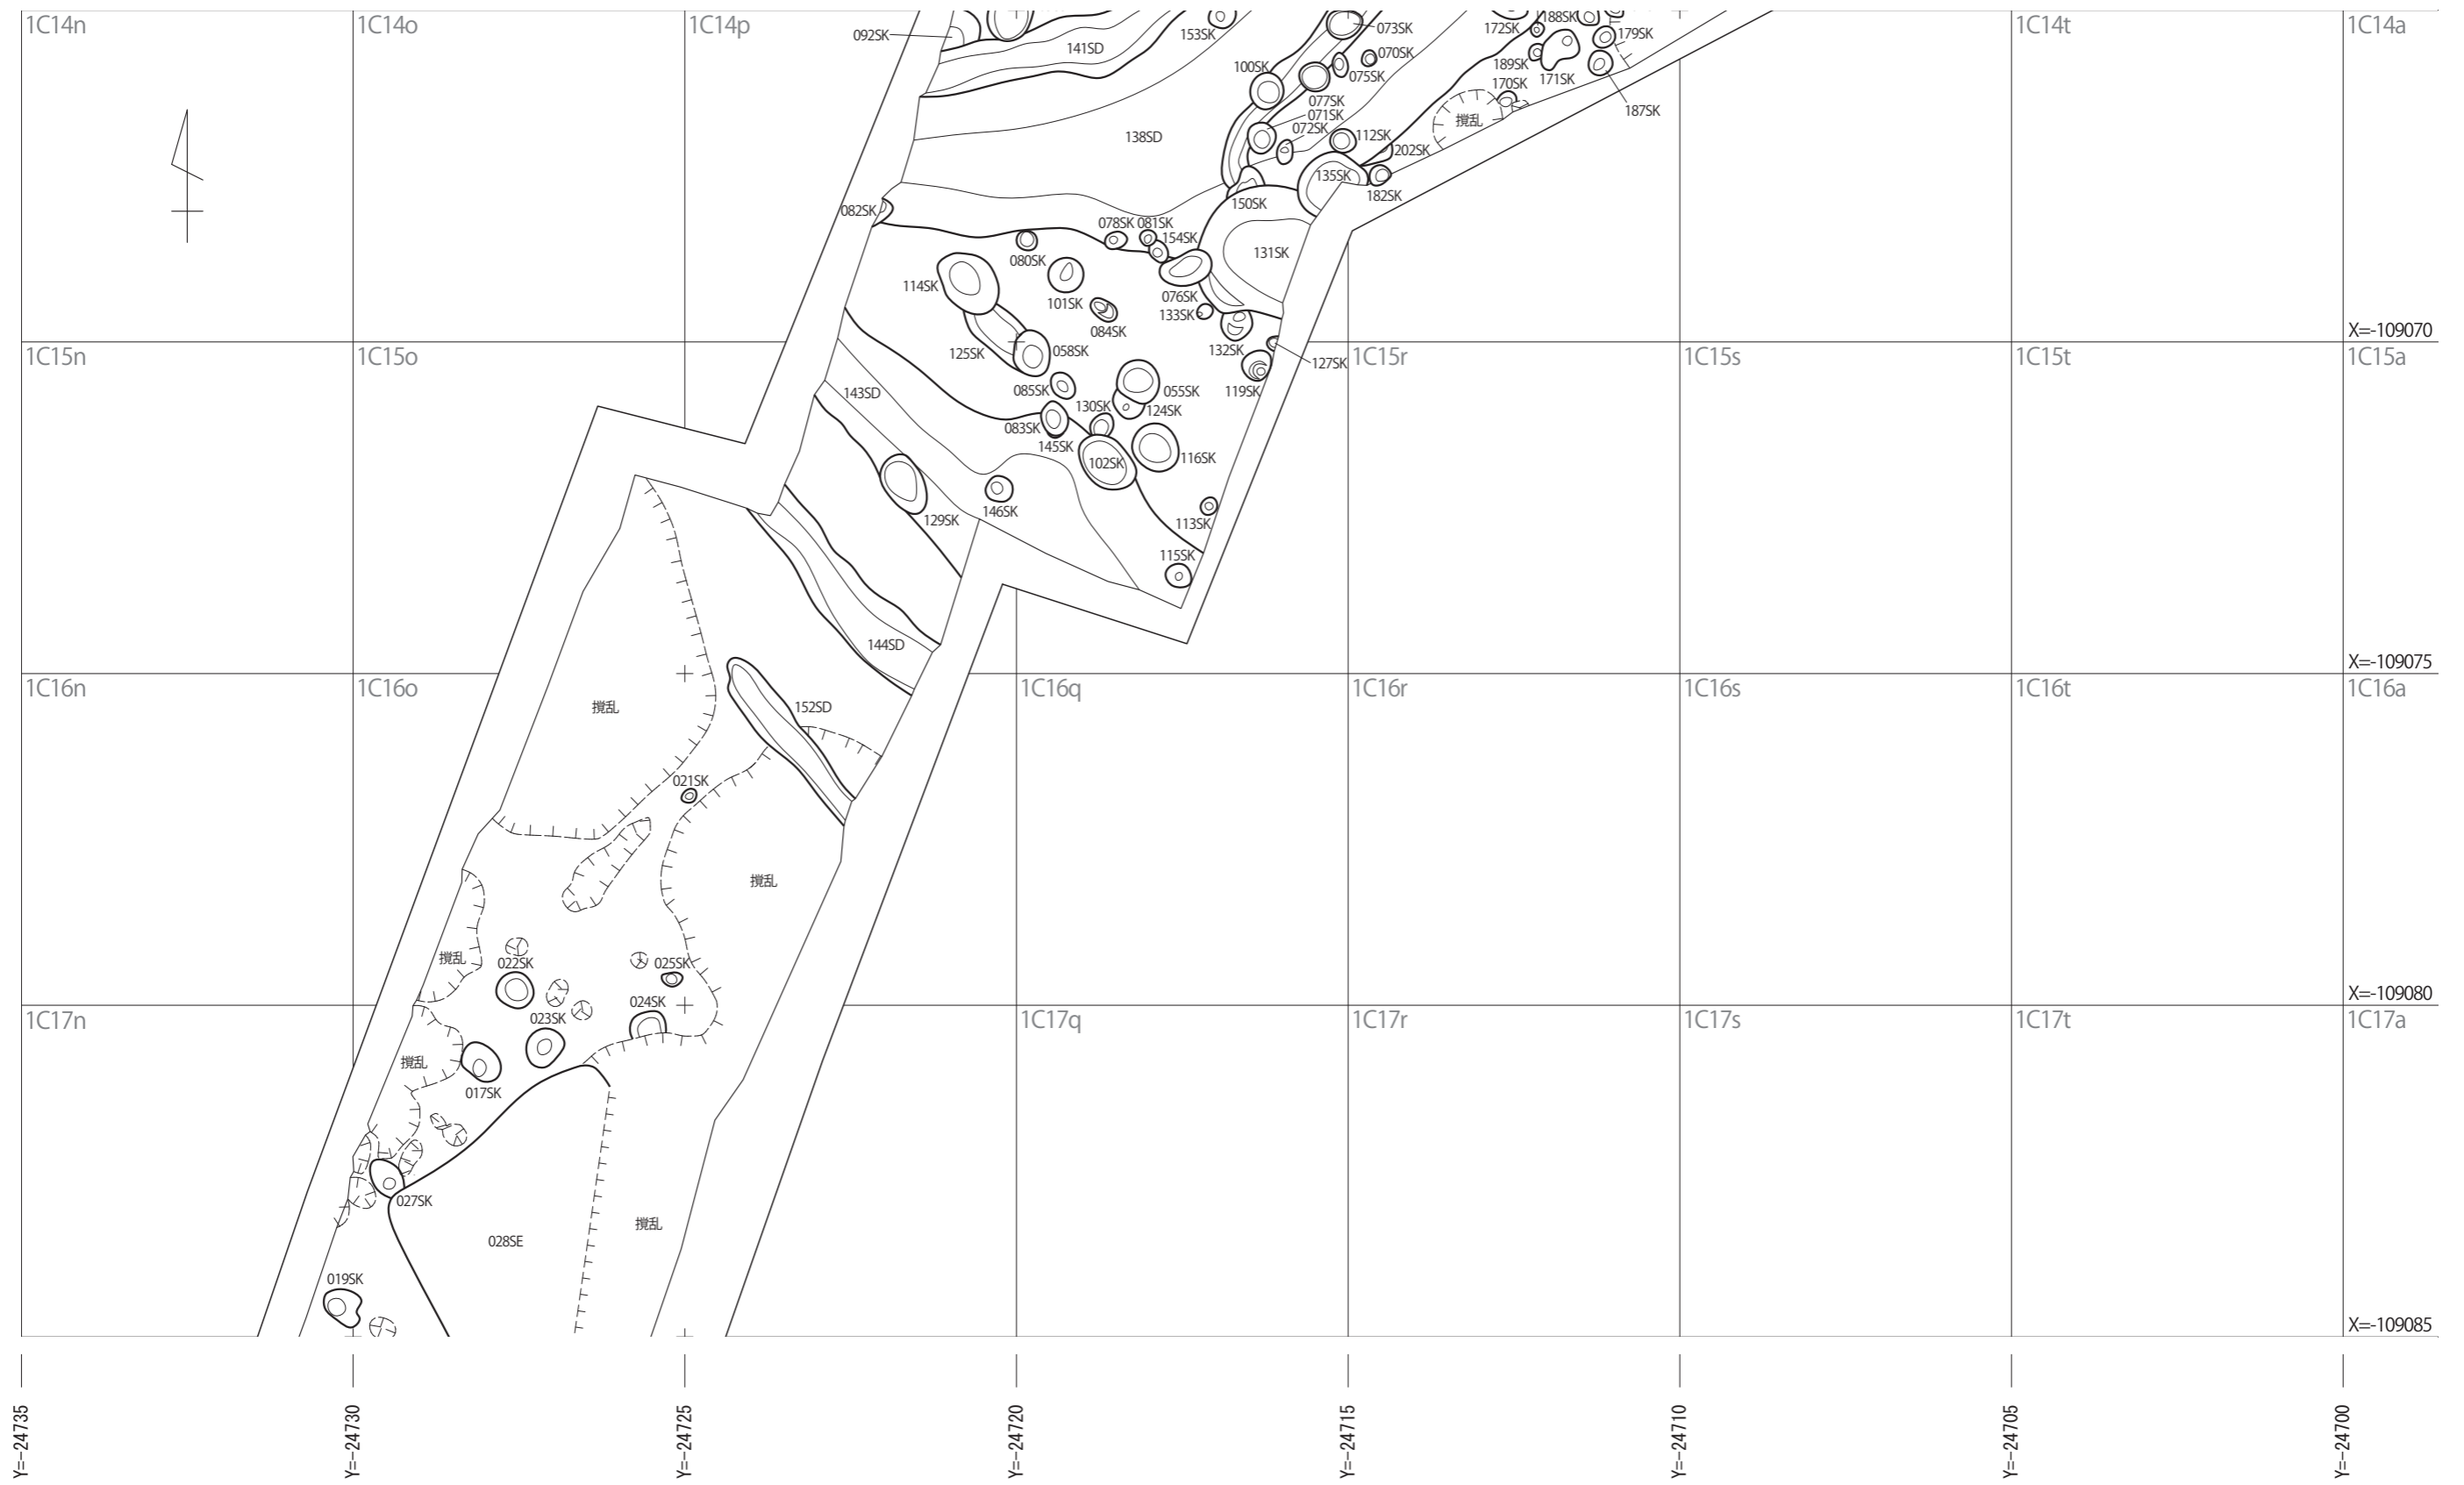 1C14n
1C14o
1C14p
1C14t
1C14a
092SK
141SD
153SK
073SK
172SK
188SK
179SK
100SK
070SK
075SK
189SK
171SK
170SK
187SK
077SK
071SK
072SK
撹乱
138SD
112SK
202SK
135SK
182SK
150SK
082SK
078SK
081SK
154SK
131SK
080SK
114SK
101SK
076SK
133SK
084SK
X=-109070
1C15n
1C15o
1C15r
1C15s
1C15t
1C15a
125SK
058SK
132SK
127SK
119SK
143SD
085SK
055SK
130SK
124SK
083SK
145SK
102SK
116SK
129SK
146SK
113SK
115SK
144SD
X=-109075
1C16n
1C16o
1C16q
1C16r
1C16s
1C16t
1C16a
撹乱
152SD
021SK
撹乱
撹乱
022SK
025SK
X=-109080
024SK
1C17n
1C17q
1C17r
1C17s
1C17t
1C17a
023SK
撹乱
017SK
027SK
撹乱
028SE
019SK
X=-109085
Y=-24735
Y=-24730
Y=-24725
Y=-24720
Y=-24715
Y=-24710
Y=-24705
Y=-24700